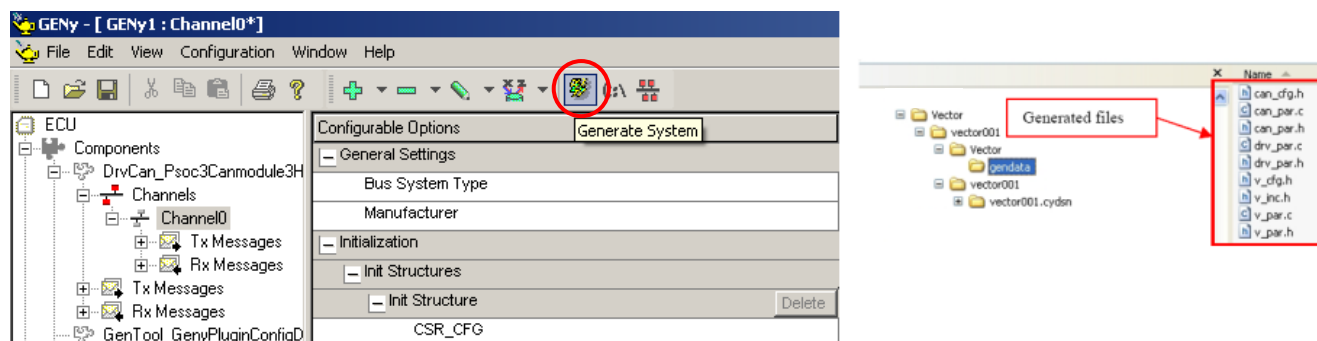 GENy - [ GENy1 : Channel0*]
File Edit View Configuration Window Help
Generate System
ECU
Components
DrvCan_Psoc3Canmodule3H
Channels
Channel0
Tx Messages
Rx Messages
Tx Messages
Rx Messages
GenTool_GenyPluginConfigD
Configurable Options
General Settings
Bus System Type
Manufacturer
Initialization
Init Structures
Init Structure
Delete
CSR_CFG
Vector
vector001
Vector
gendata
vector001
vector001.cydsn
Generated files
Name
can_cfg.h
can_par.c
can_par.h
drv_par.c
drv_par.h
v_cfg.h
v_inc.h
v_par.c
v_par.h